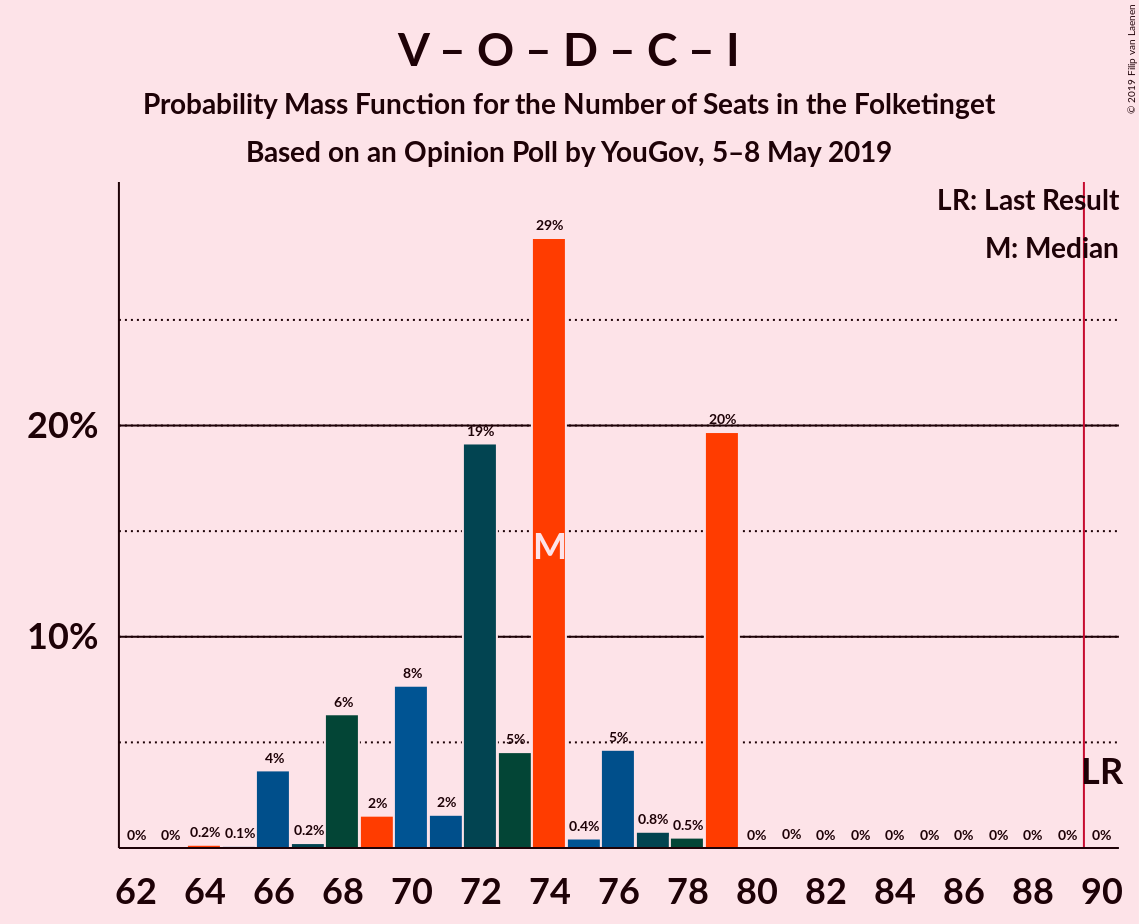 V – O – D – C – I
Probability Mass Function for the Number of Seats in the Folketinget
Based on an Opinion Poll by YouGov, 5–8 May 2019
© 2019 Filip van Laenen
LR: Last Result
M: Median
20%
10%
0% 0% 0.2% 0.1% 4% 0.2% 6% 2% 8% 2% 19% 5% 29% 0.4% 5% 0.8% 0.5% 20% 0% 0% 0% 0% 0% 0% 0% 0% 0% 0% 0%
M
LR
62 64 66 68 70 72 74 76 78 80 82 84 86 88 90